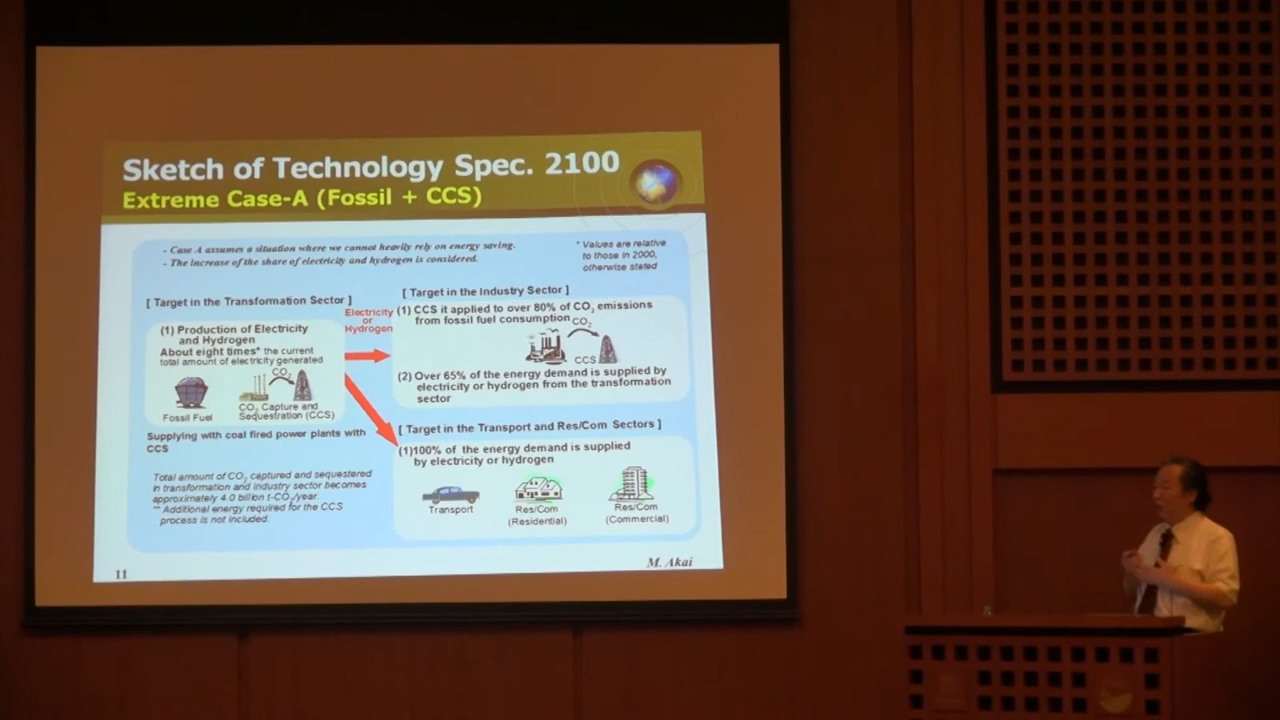 Sketch of Technology Spec. 2100
Extreme Case-A (Fossil + CCS)
- Case A assumes a situation where we cannot heavily rely on energy saving.
- The increase of the share of electricity and hydrogen is considered.
* Values are relative
to those in 2000,
otherwise stated
[ Target in the Transformation Sector ]
(1) Production of Electricity
and Hydrogen
About eight times* the current
total amount of electricity generated
CO2
Fossil Fuel
CO2 Capture and
Sequestration (CCS)
Supplying with coal fired power plants with
CCS
Total amount of CO2 captured and sequestered
in transformation and industry sector becomes
approximately 4.0 billion t-CO2/year.
** Additional energy required for the CCS
process is not included.
Electricity
or
Hydrogen
[ Target in the Industry Sector ]
(1) CCS it applied to over 80% of CO2 emissions
from fossil fuel consumption
CO2
CCS
(2) Over 65% of the energy demand is supplied by
electricity or hydrogen from the transformation
sector
[ Target in the Transport and Res/Com Sectors ]
(1)100% of the energy demand is supplied
by electricity or hydrogen
Transport
Res/Com
(Residential)
Res/Com
(Commercial)
11
M. Akai